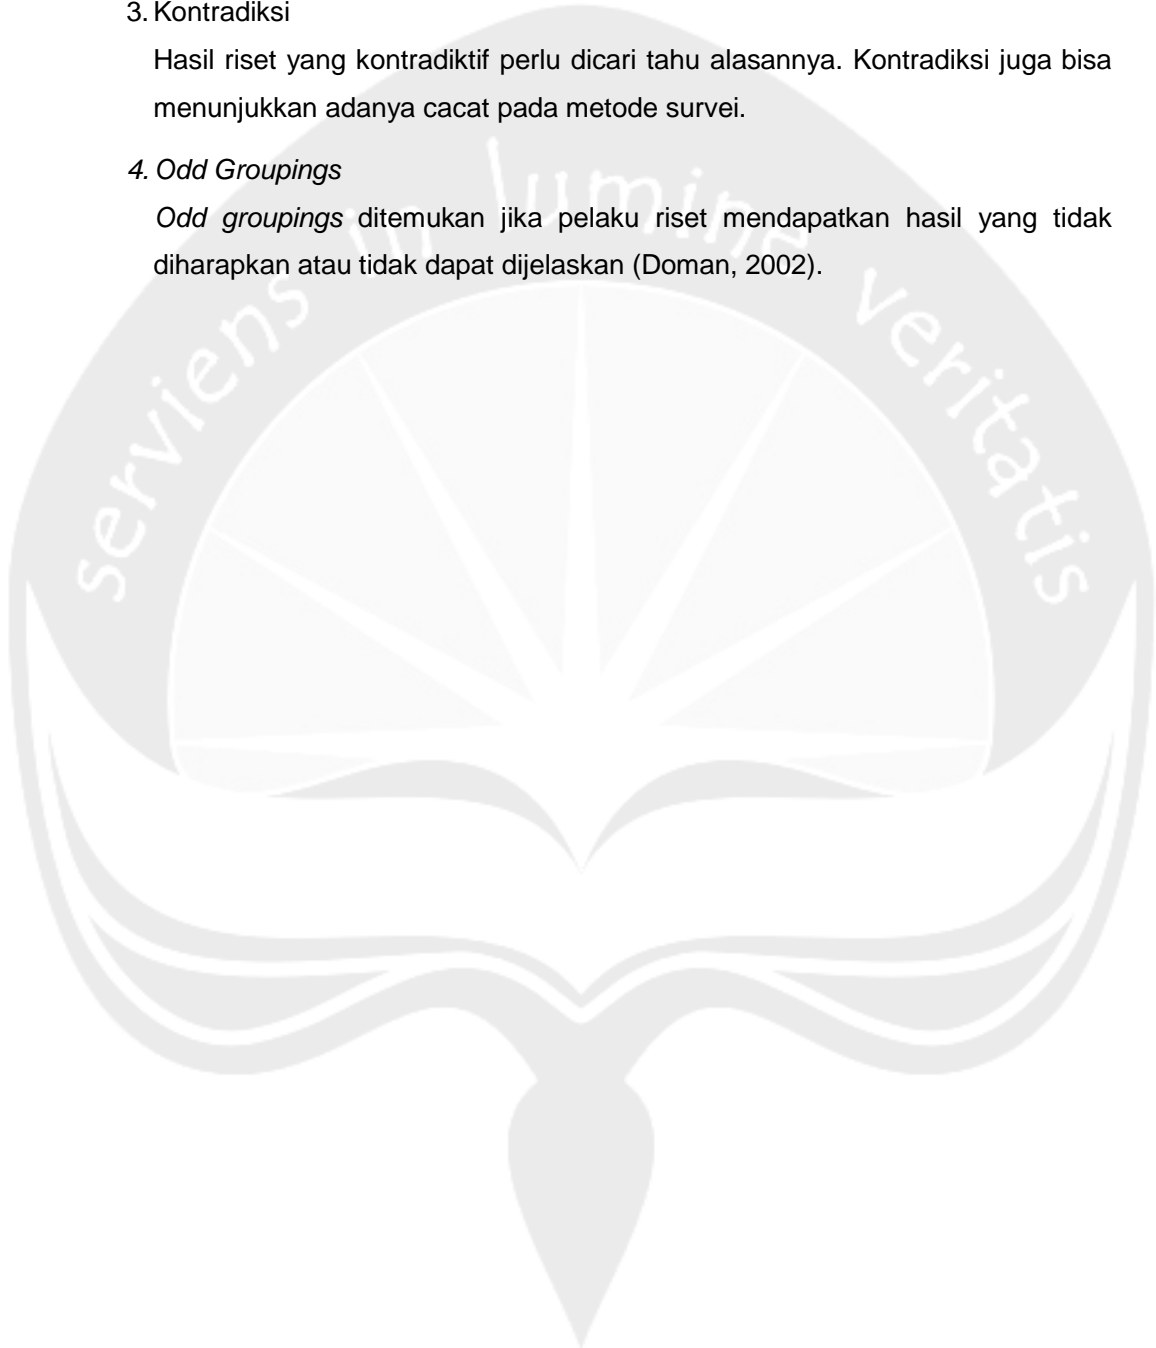 3. Kontradiksi
Hasil riset yang kontradiktif perlu dicari tahu alasannya. Kontradiksi juga bisa
menunjukkan adanya cacat pada metode survei.
4. Odd Groupings
Odd groupings ditemukan jika pelaku riset mendapatkan hasil yang tidak
diharapkan atau tidak dapat dijelaskan (Doman, 2002).
serviens in lumine veritatis